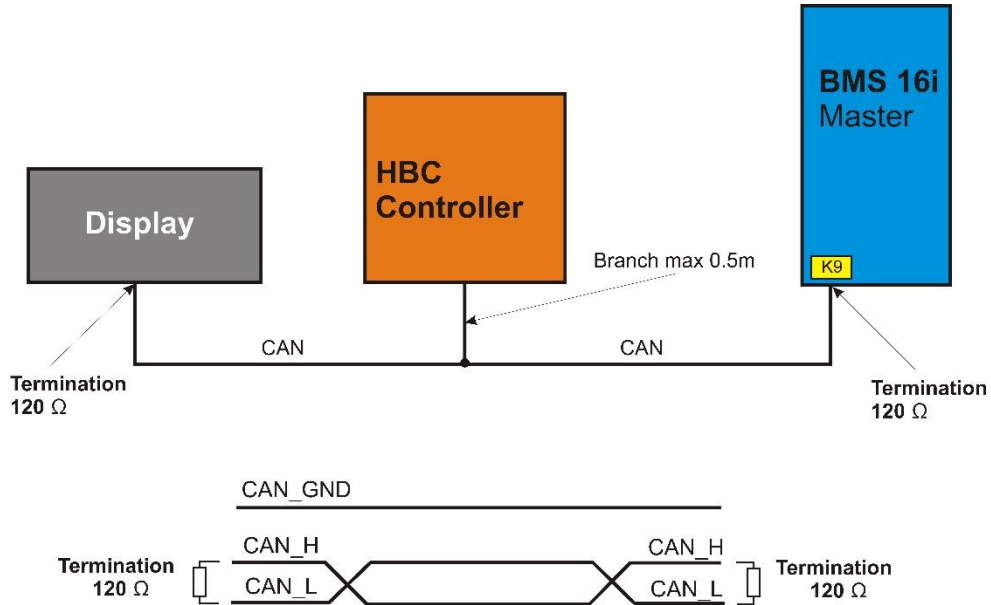 BMS 16i
Master
HBC
Controller
Display
K9
Branch max 0.5m
CAN
CAN
Termination
120 Ω
Termination
120 Ω
CAN_GND
CAN_H
CAN_H
Termination
120 Ω
CAN_L
CAN_L
Termination
120 Ω